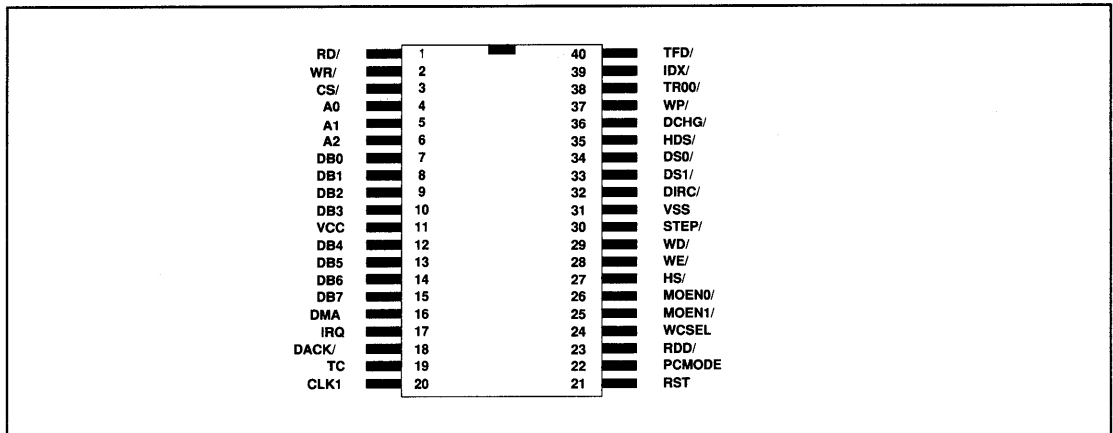 RD/ 1 40 TFD/
WR/ 2 39 IDX/
CS/ 3 38 TR00/
A0 4 37 WP/
A1 5 36 DCHG/
A2 6 35 HDS/
DB0 7 34 DS0/
DB1 8 33 DS1/
DB2 9 32 DIRC/
DB3 10 31 VSS
VCC 11 30 STEP/
DB4 12 29 WD/
DB5 13 28 WE/
DB6 14 27 HS/
DB7 15 26 MOEN0/
DMA 16 25 MOEN1/
IRQ 17 24 WCSEL
DACK/ 18 23 RDD/
TC 19 22 PCMODE
CLK1 20 21 RST